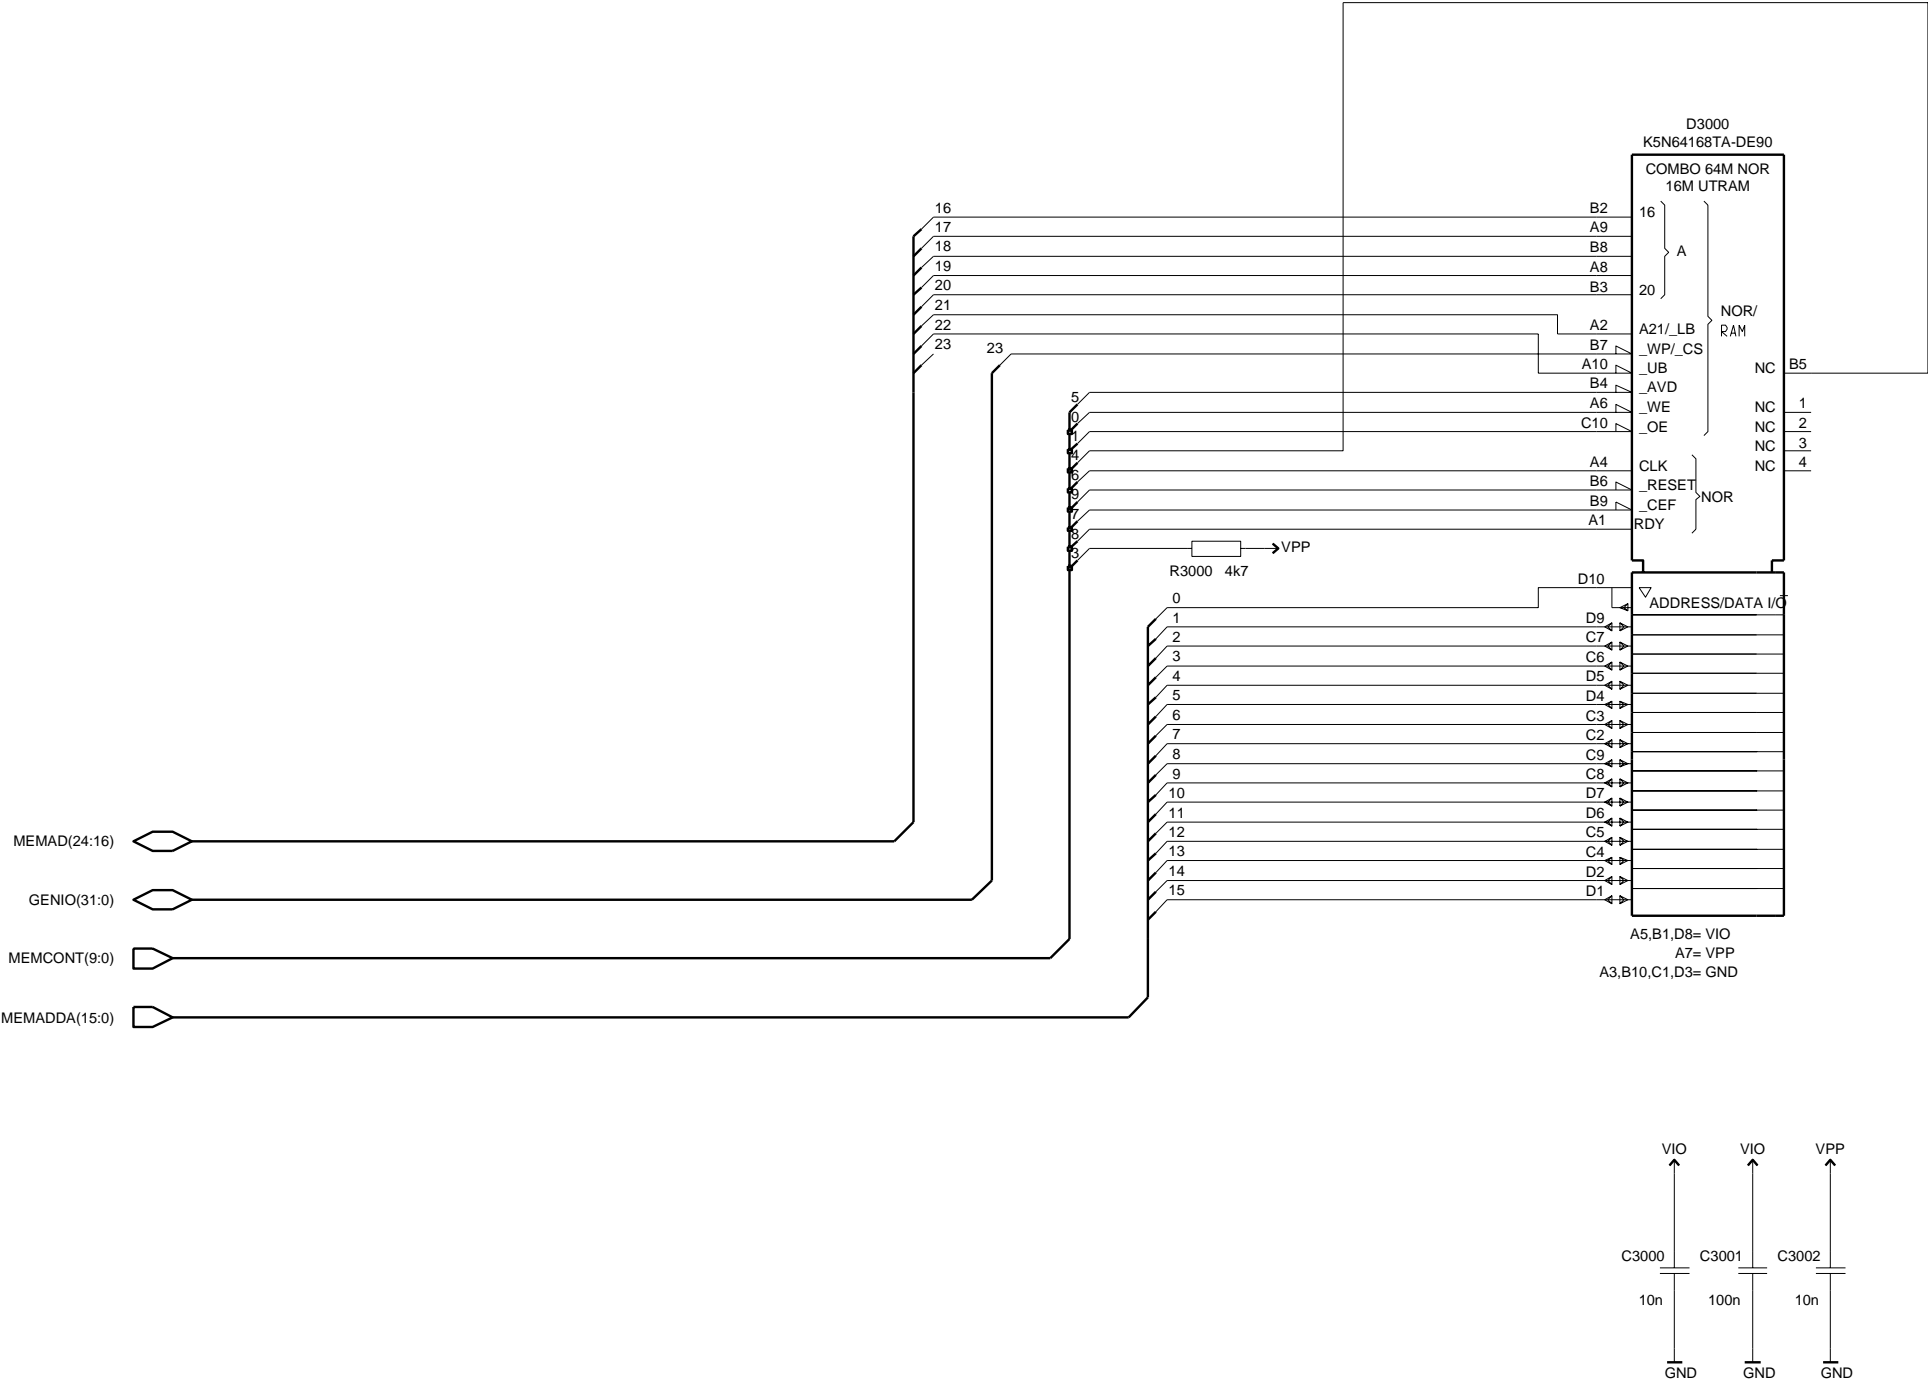 D3000
K5N64168TA-DE90
COMBO 64M NOR
16M UTRAM
16 B2 16
17 A9
18 B8 A
19 A8
20 B3 20
21 NOR/
22 A2 A21/_LB RAM
23 23 B7 _WP/_CS
A10 _UB NC B5
B4 _AVD
5 A6 _WE NC 1
0 C10 _OE NC 2
1 NC 3
4 A4 CLK NC 4
6 B6 _RESET
9 B9 _CEF NOR
7 A1 RDY
8
3 VPP
R3000 4k7
D10
0 ADDRESS/DATA I/O
1 D9
2 C7
3 C6
4 D5
5 D4
6 C3
7 C2
8 C9
9 C8
10 D7
11 D6
12 C5
13 C4
14 D2
15 D1
MEMAD(24:16)
GENIO(31:0)
MEMCONT(9:0)
MEMADDA(15:0)
A5,B1,D8= VIO
A7= VPP
A3,B10,C1,D3= GND
VIO VIO VPP
C3000 C3001 C3002
10n 100n 10n
GND GND GND